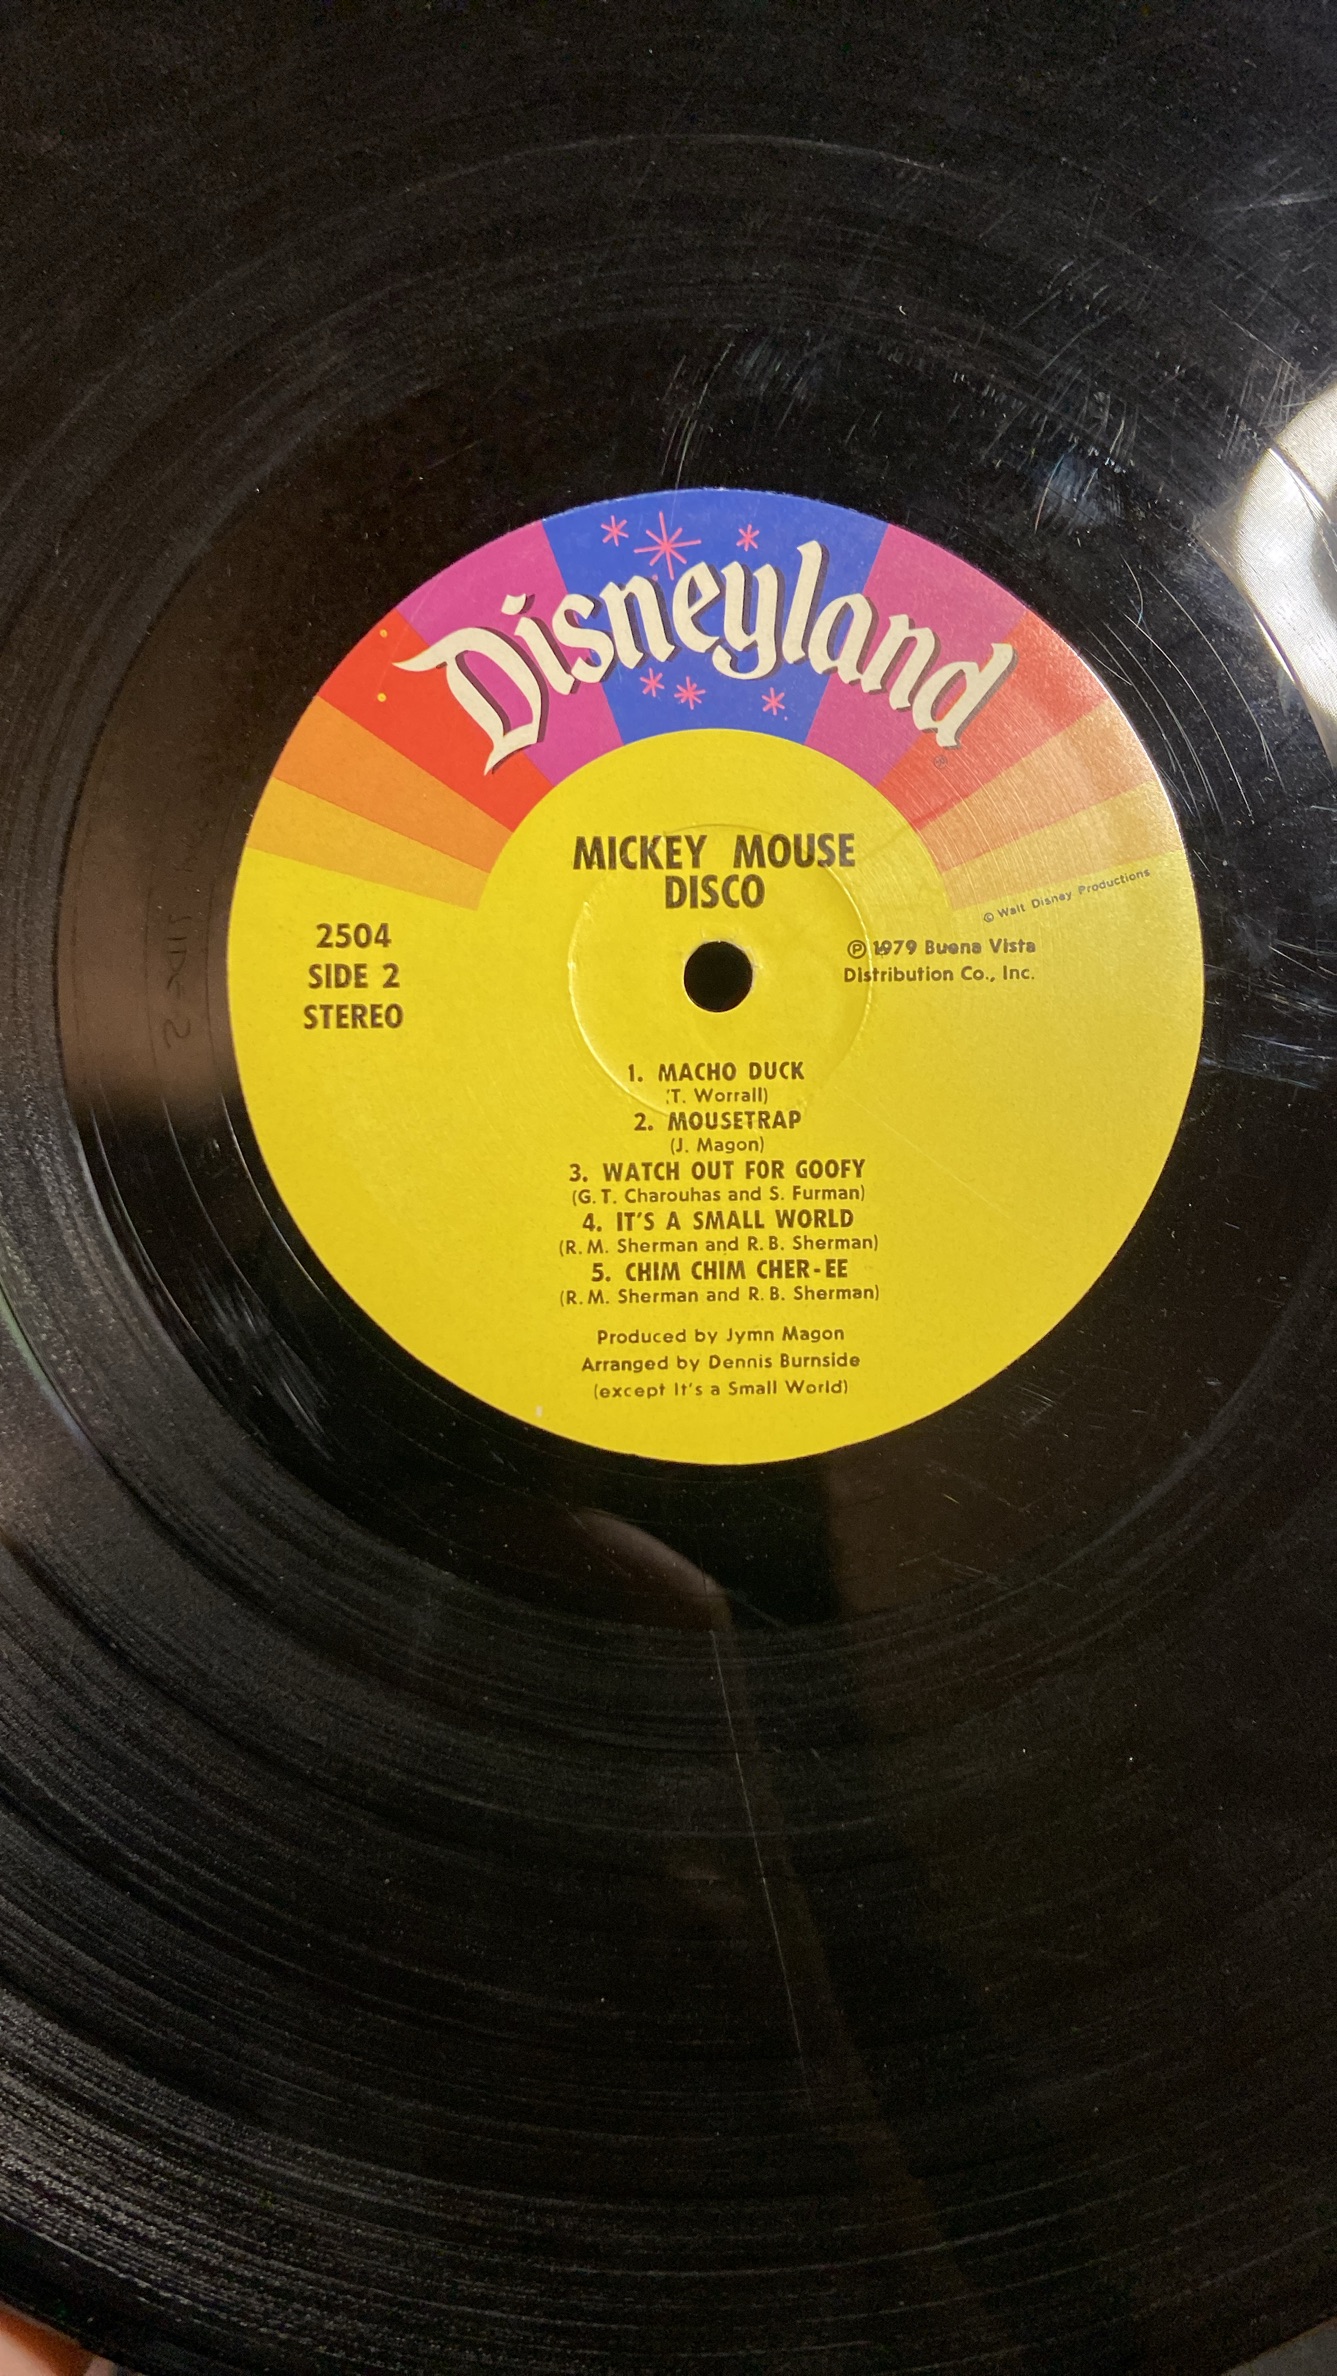 Disneyland
MICKEY MOUSE
DISCO
2504
SIDE 2
STEREO
© Walt Disney Productions
℗ 1979 Buena Vista
Distribution Co., Inc.
1. MACHO DUCK
(T. Worrall)
2. MOUSETRAP
(J. Magon)
3. WATCH OUT FOR GOOFY
(G. T. Charouhas and S. Furman)
4. IT'S A SMALL WORLD
(R. M. Sherman and R. B. Sherman)
5. CHIM CHIM CHER-EE
(R. M. Sherman and R. B. Sherman)
Produced by Jymn Magon
Arranged by Dennis Burnside
(except It's a Small World)